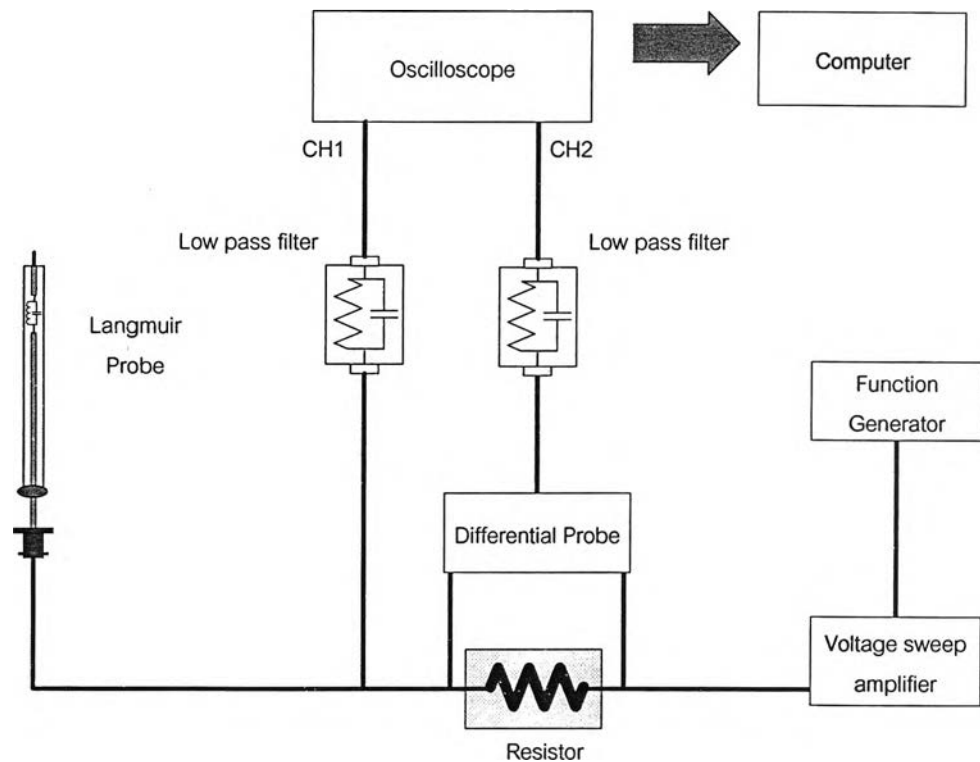 Oscilloscope
Computer
CH1
CH2
Low pass filter
Low pass filter
Langmuir
Probe
Function
Generator
Differential Probe
Voltage sweep
amplifier
Resistor